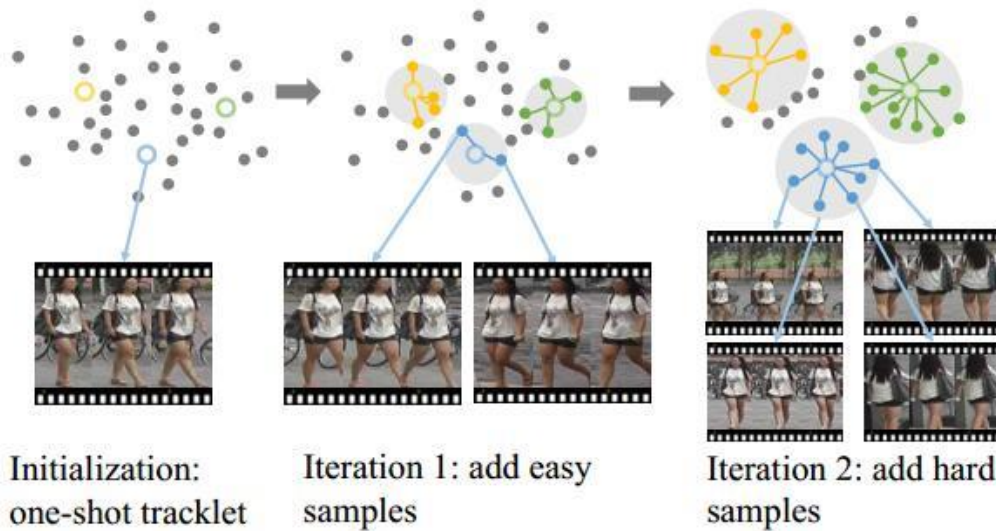 Initialization:
one-shot tracklet
Iteration 1: add easy
samples
Iteration 2: add hard
samples